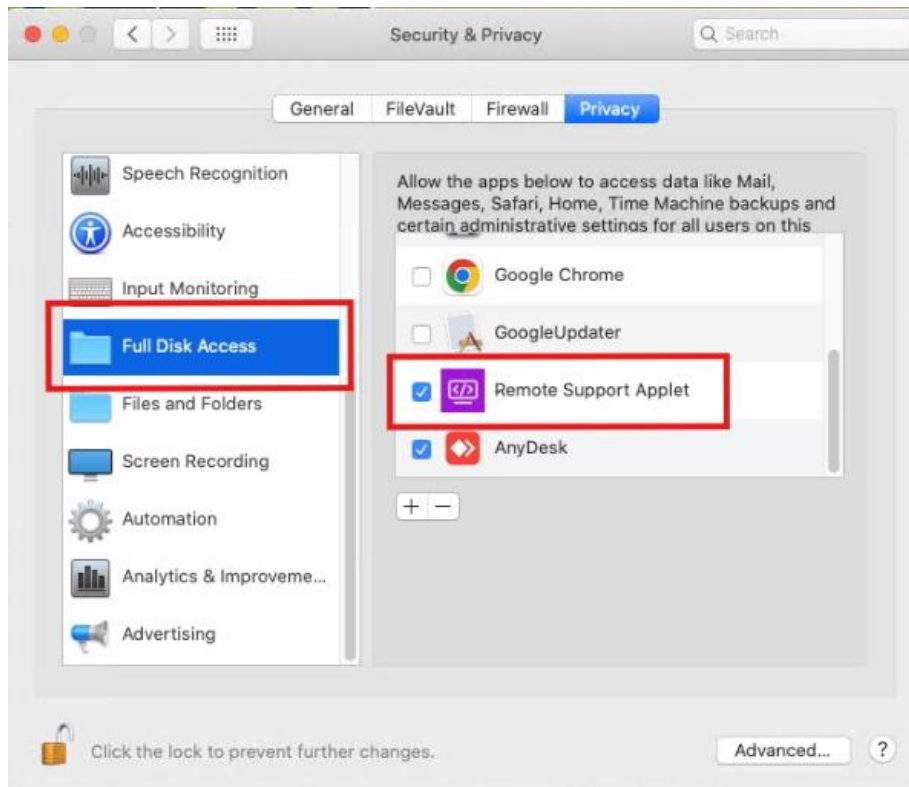 Security & Privacy
Search
General
FileVault
Firewall
Privacy
Speech Recognition
Accessibility
Input Monitoring
Full Disk Access
Files and Folders
Screen Recording
Automation
Analytics & Improveme...
Advertising
Allow the apps below to access data like Mail,
Messages, Safari, Home, Time Machine backups and
certain administrative settings for all users on this
Google Chrome
GoogleUpdater
Remote Support Applet
AnyDesk
+ −
Click the lock to prevent further changes.
Advanced...
?